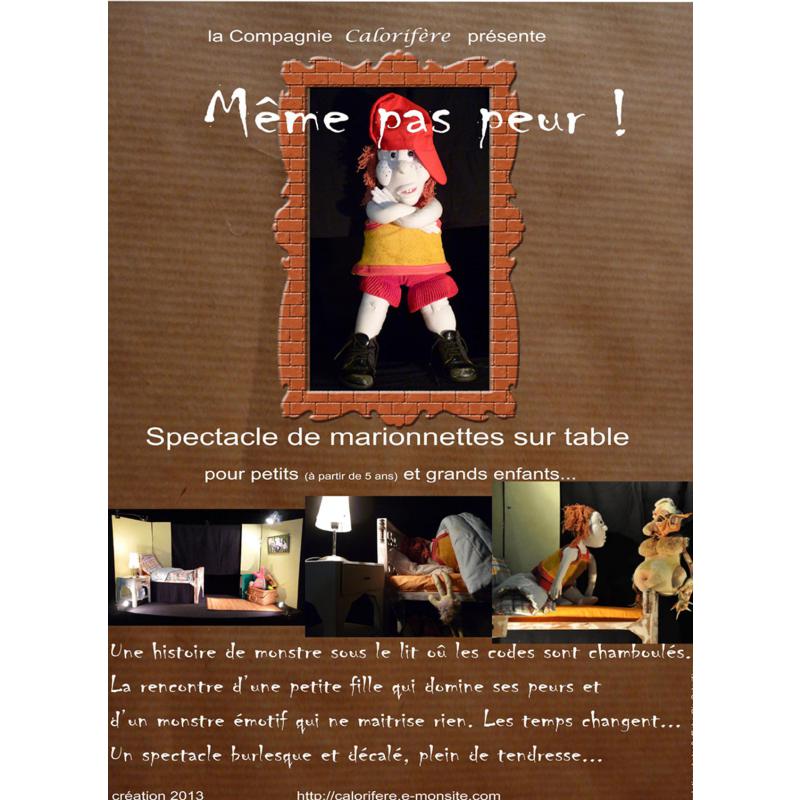 la Compagnie Calorifère présente
Même pas peur !
Spectacle de marionnettes sur table
pour petits (à partir de 5 ans) et grands enfants...
Une histoire de monstre sous le lit oû les codes sont chamboulés.
La rencontre d'une petite fille qui domine ses peurs et
d'un monstre émotif qui ne maitrise rien. Les temps changent...
Un spectacle burlesque et décalé, plein de tendresse...
création 2013 http://calorifere.e-monsite.com